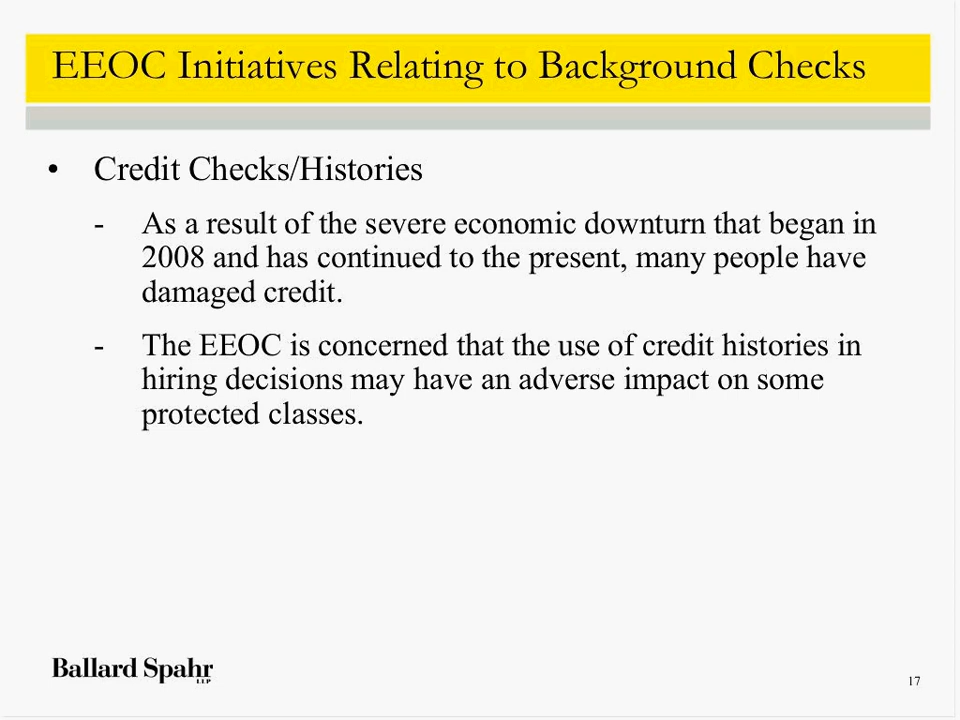 EEOC Initiatives Relating to Background Checks
• Credit Checks/Histories
- As a result of the severe economic downturn that began in
2008 and has continued to the present, many people have
damaged credit.
- The EEOC is concerned that the use of credit histories in
hiring decisions may have an adverse impact on some
protected classes.
Ballard Spahr
LLP
17